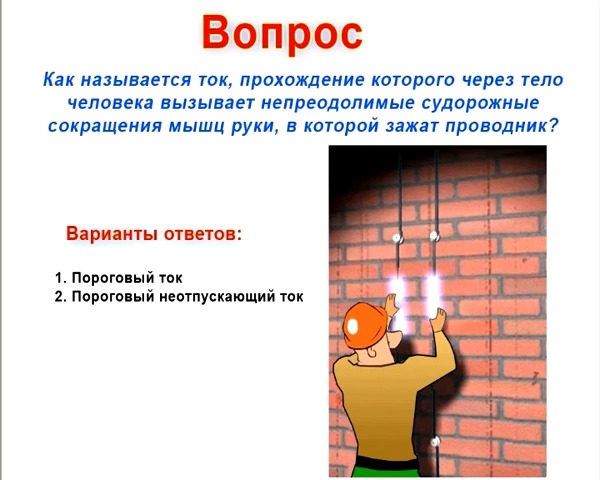 Вопрос
Как называется ток, прохождение которого через тело
человека вызывает непреодолимые судорожные
сокращения мышц руки, в которой зажат проводник?
Варианты ответов:
1. Пороговый ток
2. Пороговый неотпускающий ток